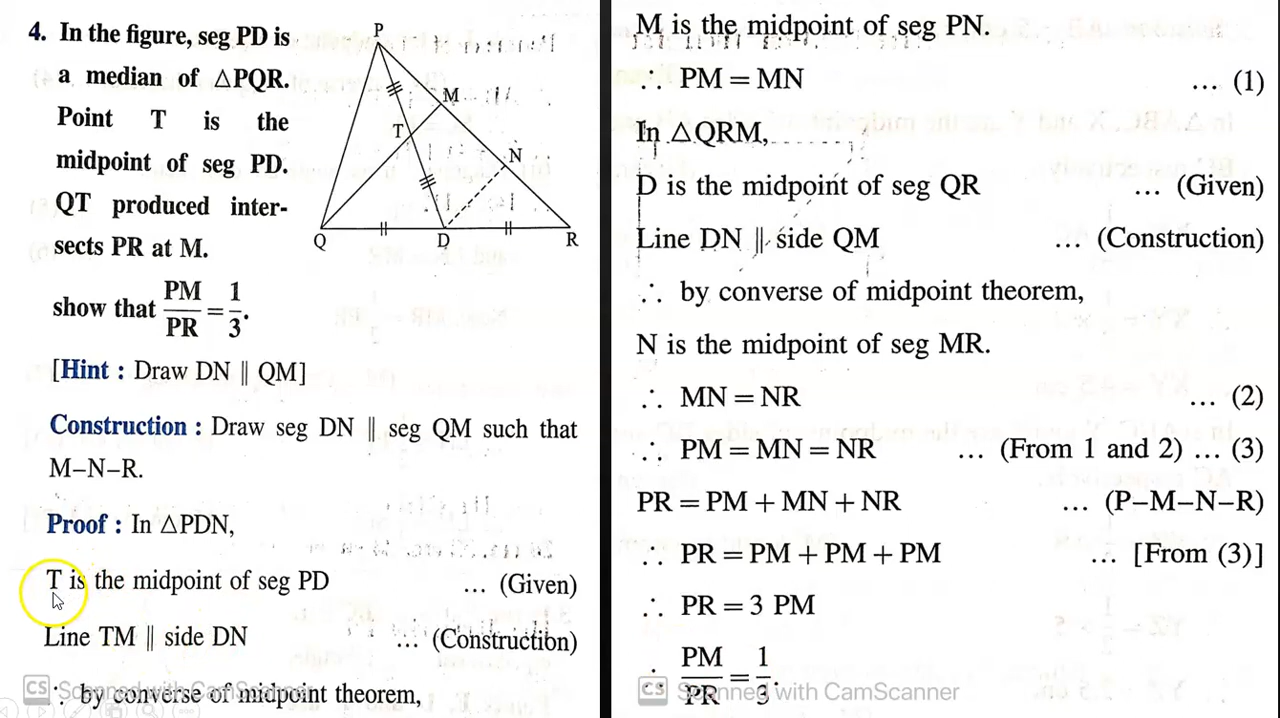 4. In the figure, seg PD is
a median of △PQR.
Point T is the
midpoint of seg PD.
QT produced inter-
sects PR at M.
show that PM/PR = 1/3.
[Hint : Draw DN ∥ QM]
Construction : Draw seg DN ∥ seg QM such that
M–N–R.
Proof : In △PDN,
T is the midpoint of seg PD ... (Given)
Line TM ∥ side DN ... (Construction)
∴ by converse of midpoint theorem,
P
M
T
N
Q
D
R
CS Scanned with CamScanner
M is the midpoint of seg PN.
∴ PM = MN ... (1)
In △QRM,
D is the midpoint of seg QR ... (Given)
Line DN ∥ side QM ... (Construction)
∴ by converse of midpoint theorem,
N is the midpoint of seg MR.
∴ MN = NR ... (2)
∴ PM = MN = NR ... (From 1 and 2) ... (3)
PR = PM + MN + NR ... (P–M–N–R)
∴ PR = PM + PM + PM ... [From (3)]
∴ PR = 3 PM
∴ PM/PR = 1/3.
CS Scanned with CamScanner